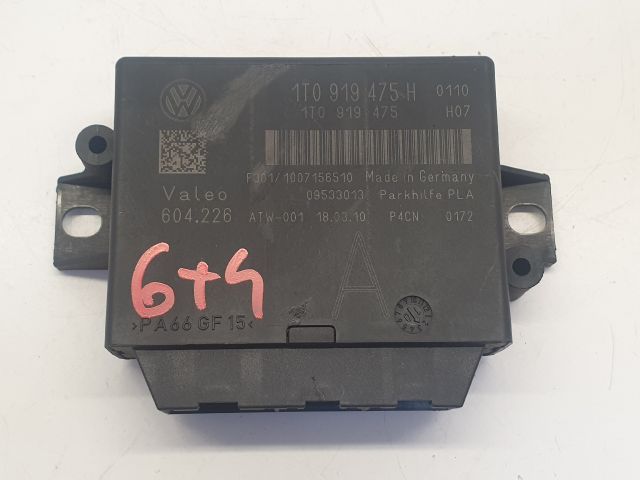 VW
1T0 919 475 H 0110
1T0 919 475 H07
F001/1007156510 Made in Germany
Valeo 09533013 Parkhilfe PLA
604.226 ATW-001 18.03.10 P4CN 0172
6+4
A
>PA66 GF15<